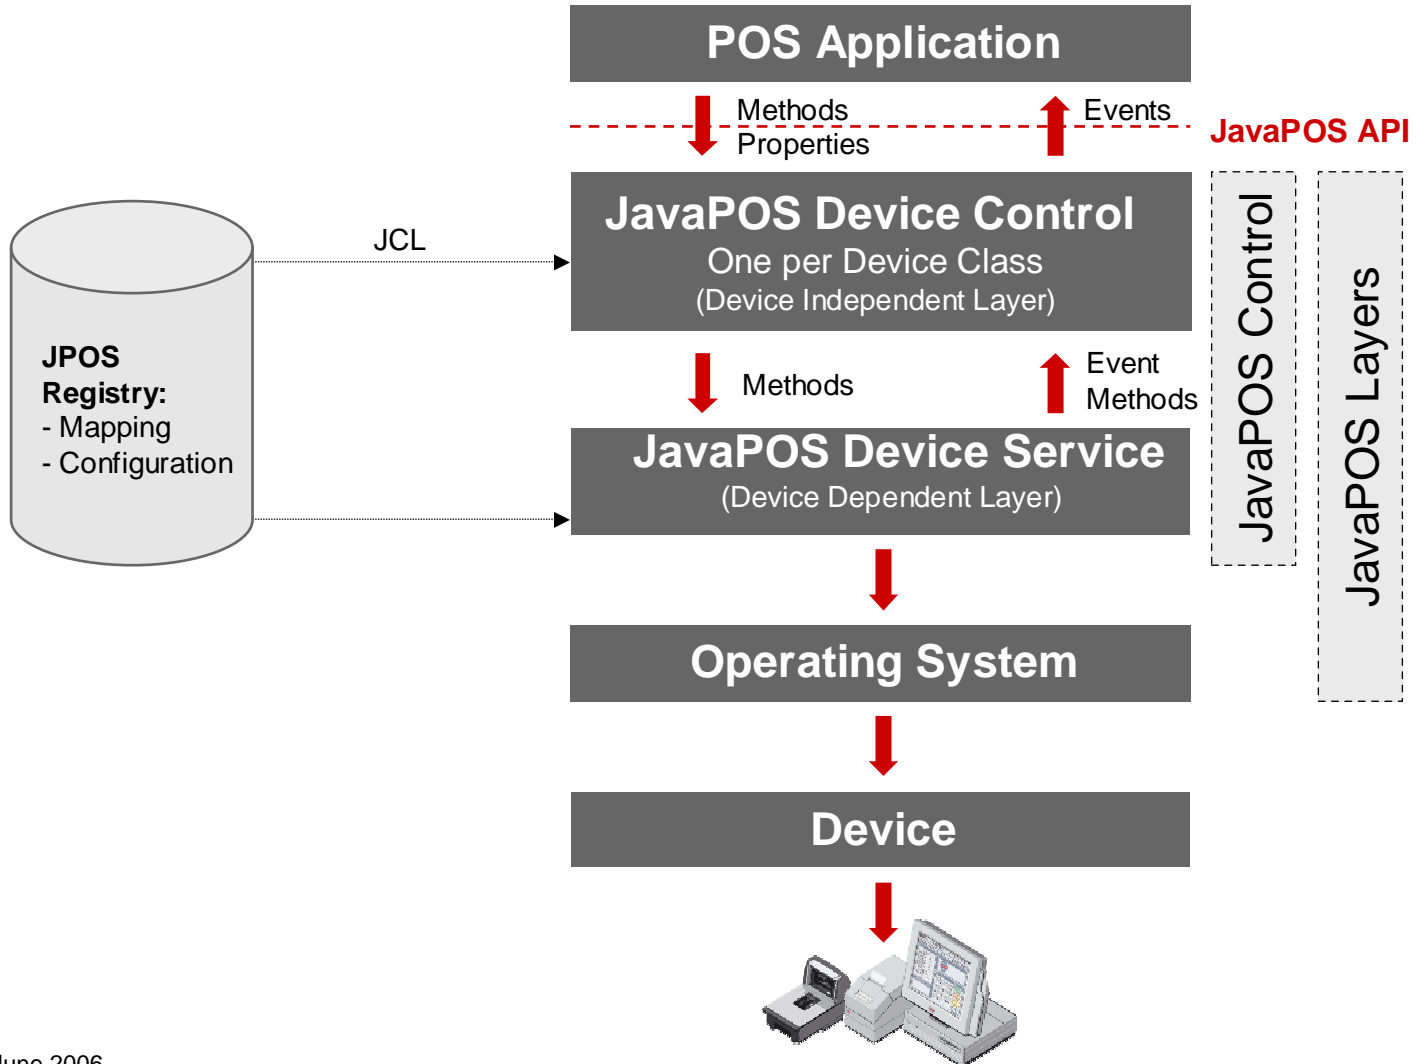 POS Application
Methods
Properties
Events
JavaPOS API
JavaPOS Device Control
One per Device Class
(Device Independent Layer)
JCL
JPOS
Registry:
- Mapping
- Configuration
Methods
Event
Methods
JavaPOS Device Service
(Device Dependent Layer)
JavaPOS Control
JavaPOS Layers
Operating System
Device
June 2006